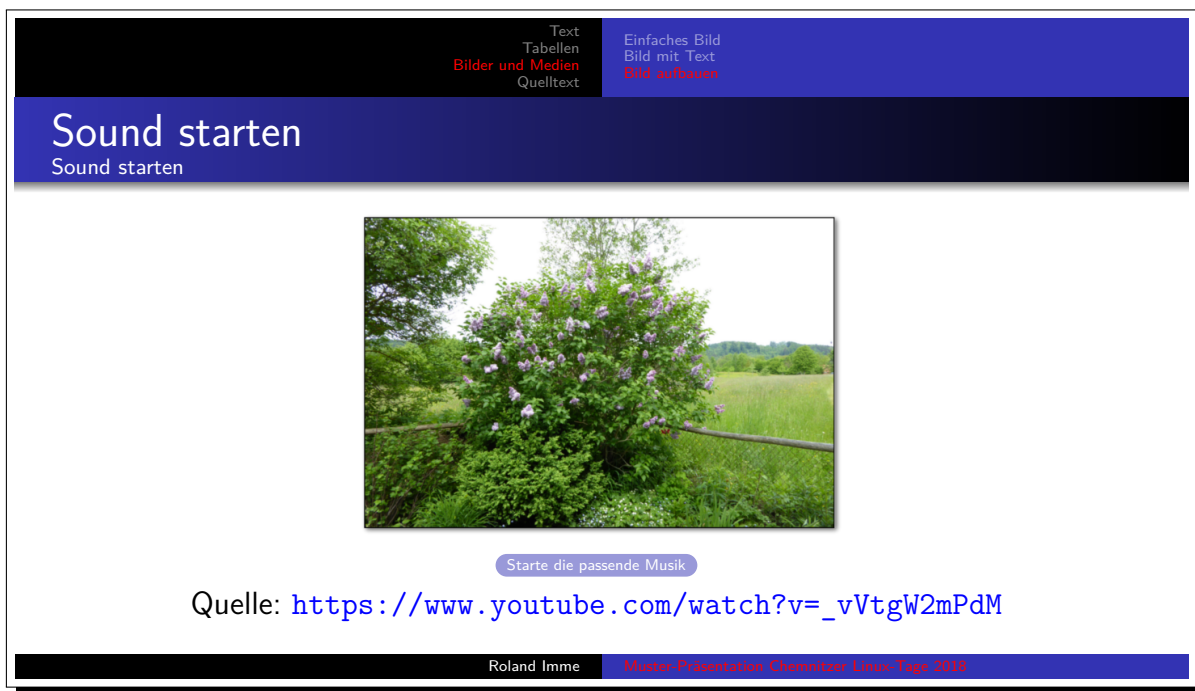 Text
Tabellen
Bilder und Medien
Quelltext
Einfaches Bild
Bild mit Text
Bild aufbauen
Sound starten
Sound starten
Starte die passende Musik
Quelle: https://www.youtube.com/watch?v=_vVtgW2mPdM
Roland Imme
Muster-Präsentation Chemnitzer Linux-Tage 2018